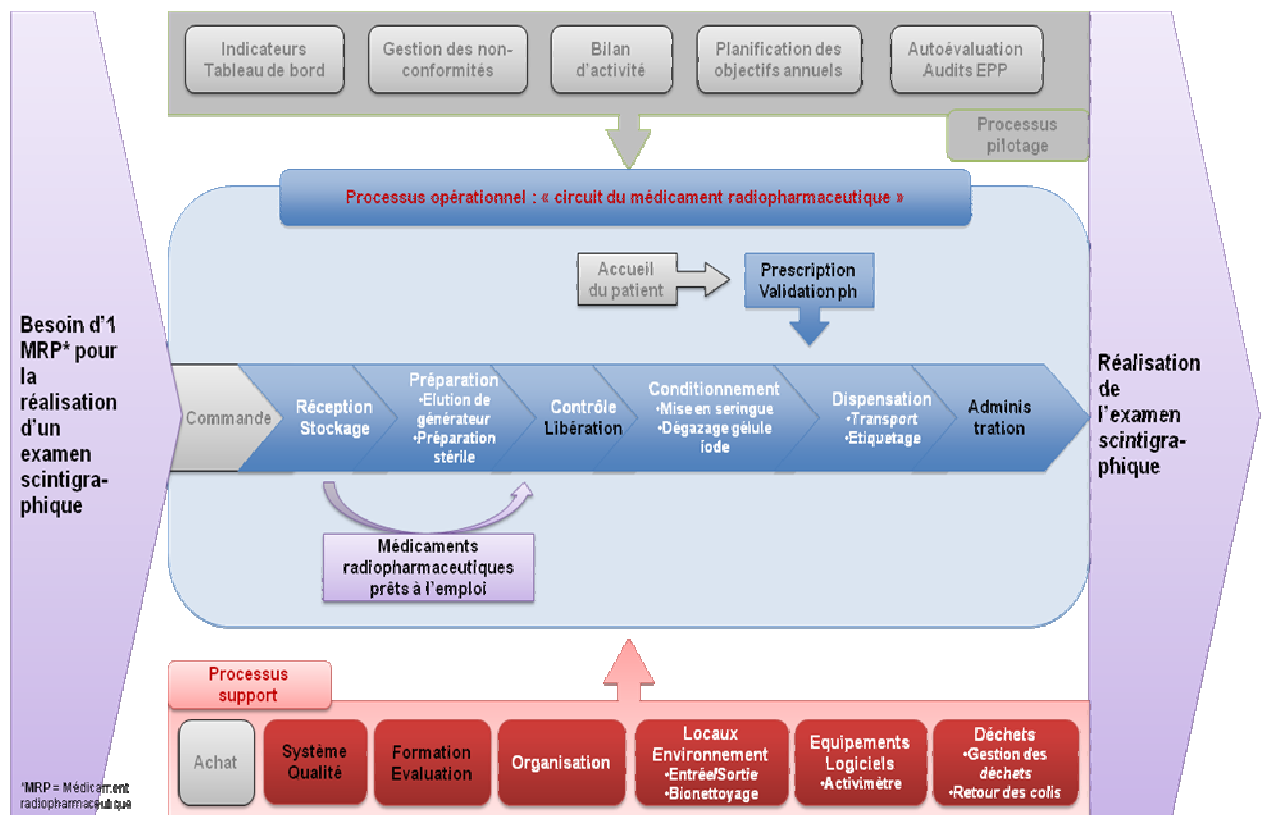 Indicateurs
Tableau de bord
Gestion des non-
conformités
Bilan
d'activité
Planification des
objectifs annuels
Autoévaluation
Audits EPP
Processus
pilotage
Processus opérationnel : « circuit du médicament radiopharmaceutique »
Accueil
du patient
Prescription
Validation ph
Besoin d'1
MRP* pour
la
réalisation
d'un
examen
scintigra-
phique
Commande
Réception
Stockage
Préparation
•Elution de
générateur
•Préparation
stérile
Contrôle
Libération
Conditionnement
•Mise en seringue
•Dégazage gélule
iode
Dispensation
•Transport
•Etiquetage
Adminis
tration
Réalisation
de
l'examen
scintigra-
phique
Médicaments
radiopharmaceutiques
prêts à l'emploi
Processus
support
Achat
Système
Qualité
Formation
Evaluation
Organisation
Locaux
Environnement
•Entrée/Sortie
•Bionettoyage
Equipements
Logiciels
•Activimètre
Déchets
•Gestion des
déchets
•Retour des colis
*MRP = Médicament
radiopharmaceutique